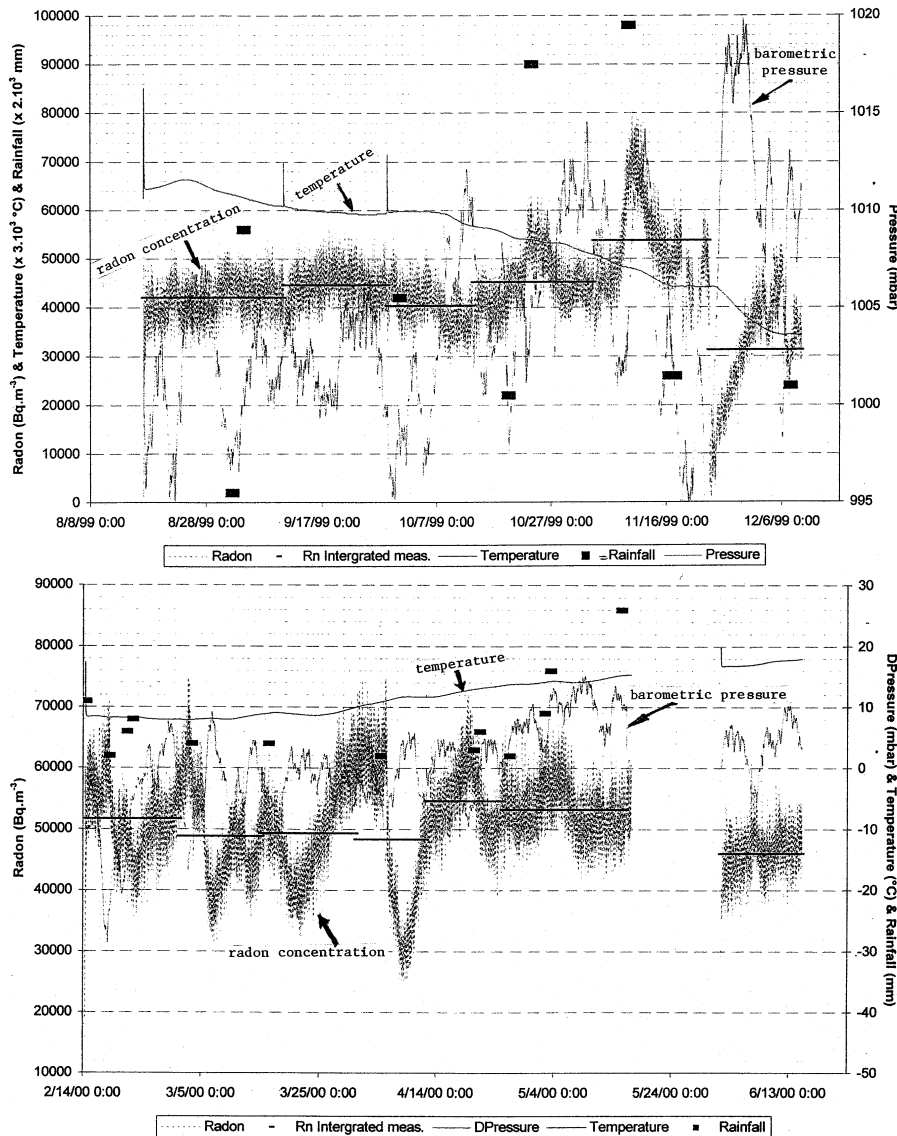 Radon (Bq.m⁻³) & Temperature (x 3.10³ °C) & Rainfall (x 2.10³ mm)
100000
90000
80000
70000
60000
50000
40000
30000
20000
10000
0
barometric pressure
temperature
radon concentration
1020
1015
1010
1005
1000
995
Pressure (mbar)
8/8/99 0:00 8/28/99 0:00 9/17/99 0:00 10/7/99 0:00 10/27/99 0:00 11/16/99 0:00 12/6/99 0:00
Radon Rn Intergrated meas. Temperature Rainfall Pressure
Radon (Bq.m⁻³)
90000
80000
70000
60000
50000
40000
30000
20000
10000
temperature
barometric pressure
radon concentration
30
20
10
0
-10
-20
-30
-40
-50
DPressure (mbar) & Temperature (°C) & Rainfall (mm)
2/14/00 0:00 3/5/00 0:00 3/25/00 0:00 4/14/00 0:00 5/4/00 0:00 5/24/00 0:00 6/13/00 0:00
Radon Rn Intergrated meas. DPressure Temperature Rainfall